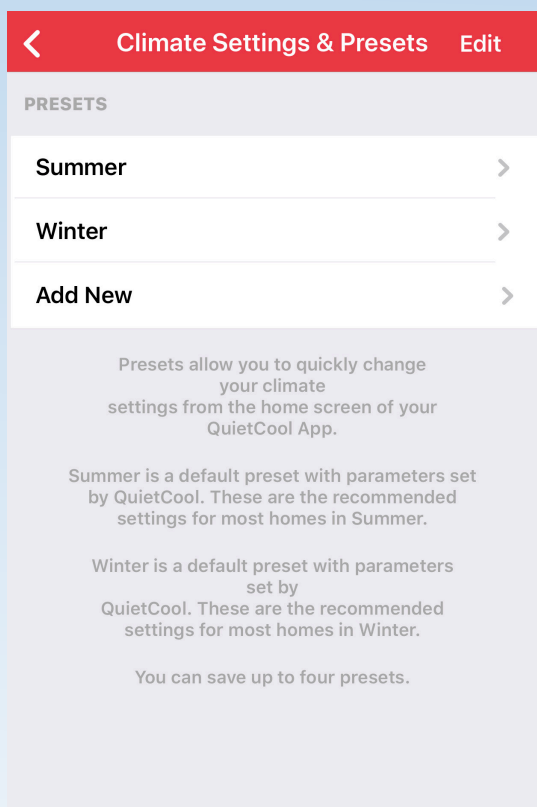 Climate Settings & Presets Edit
PRESETS
Summer
Winter
Add New
Presets allow you to quickly change
your climate
settings from the home screen of your
QuietCool App.
Summer is a default preset with parameters set
by QuietCool. These are the recommended
settings for most homes in Summer.
Winter is a default preset with parameters
set by
QuietCool. These are the recommended
settings for most homes in Winter.
You can save up to four presets.